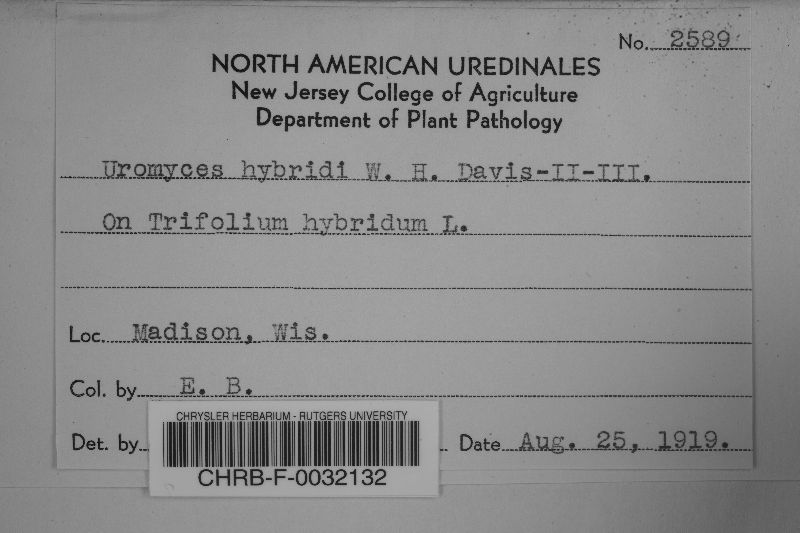 No. 2589
NORTH AMERICAN UREDINALES
New Jersey College of Agriculture
Department of Plant Pathology
Uromyces hybridi W. H. Davis-II-III.
On Trifolium hybridum L.
Loc. Madison, Wis.
Col. by E. B.
Det. by Date Aug. 25, 1919.
CHRYSLER HERBARIUM - RUTGERS UNIVERSITY
CHRB-F-0032132